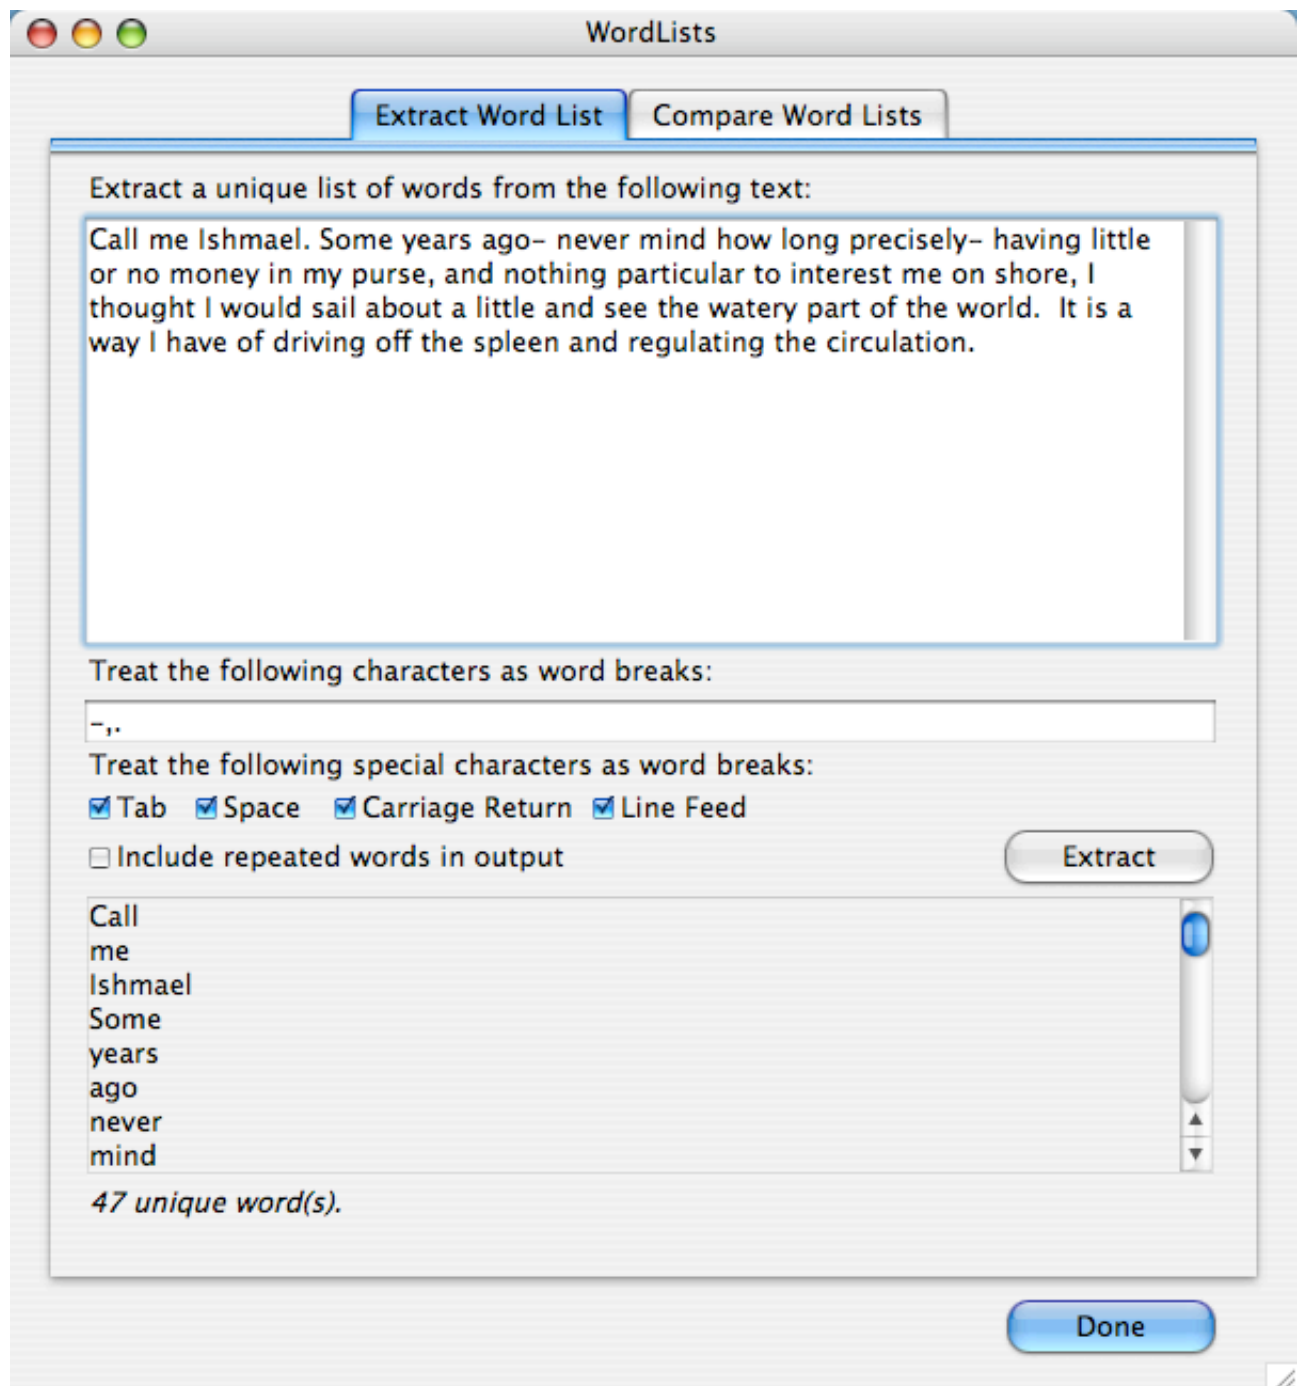 WordLists
Extract Word List Compare Word Lists
Extract a unique list of words from the following text:
Call me Ishmael. Some years ago– never mind how long precisely– having little
or no money in my purse, and nothing particular to interest me on shore, I
thought I would sail about a little and see the watery part of the world.  It is a
way I have of driving off the spleen and regulating the circulation.
Treat the following characters as word breaks:
–,.
Treat the following special characters as word breaks:
Tab Space Carriage Return Line Feed
Include repeated words in output Extract
Call
me
Ishmael
Some
years
ago
never
mind
47 unique word(s).
Done